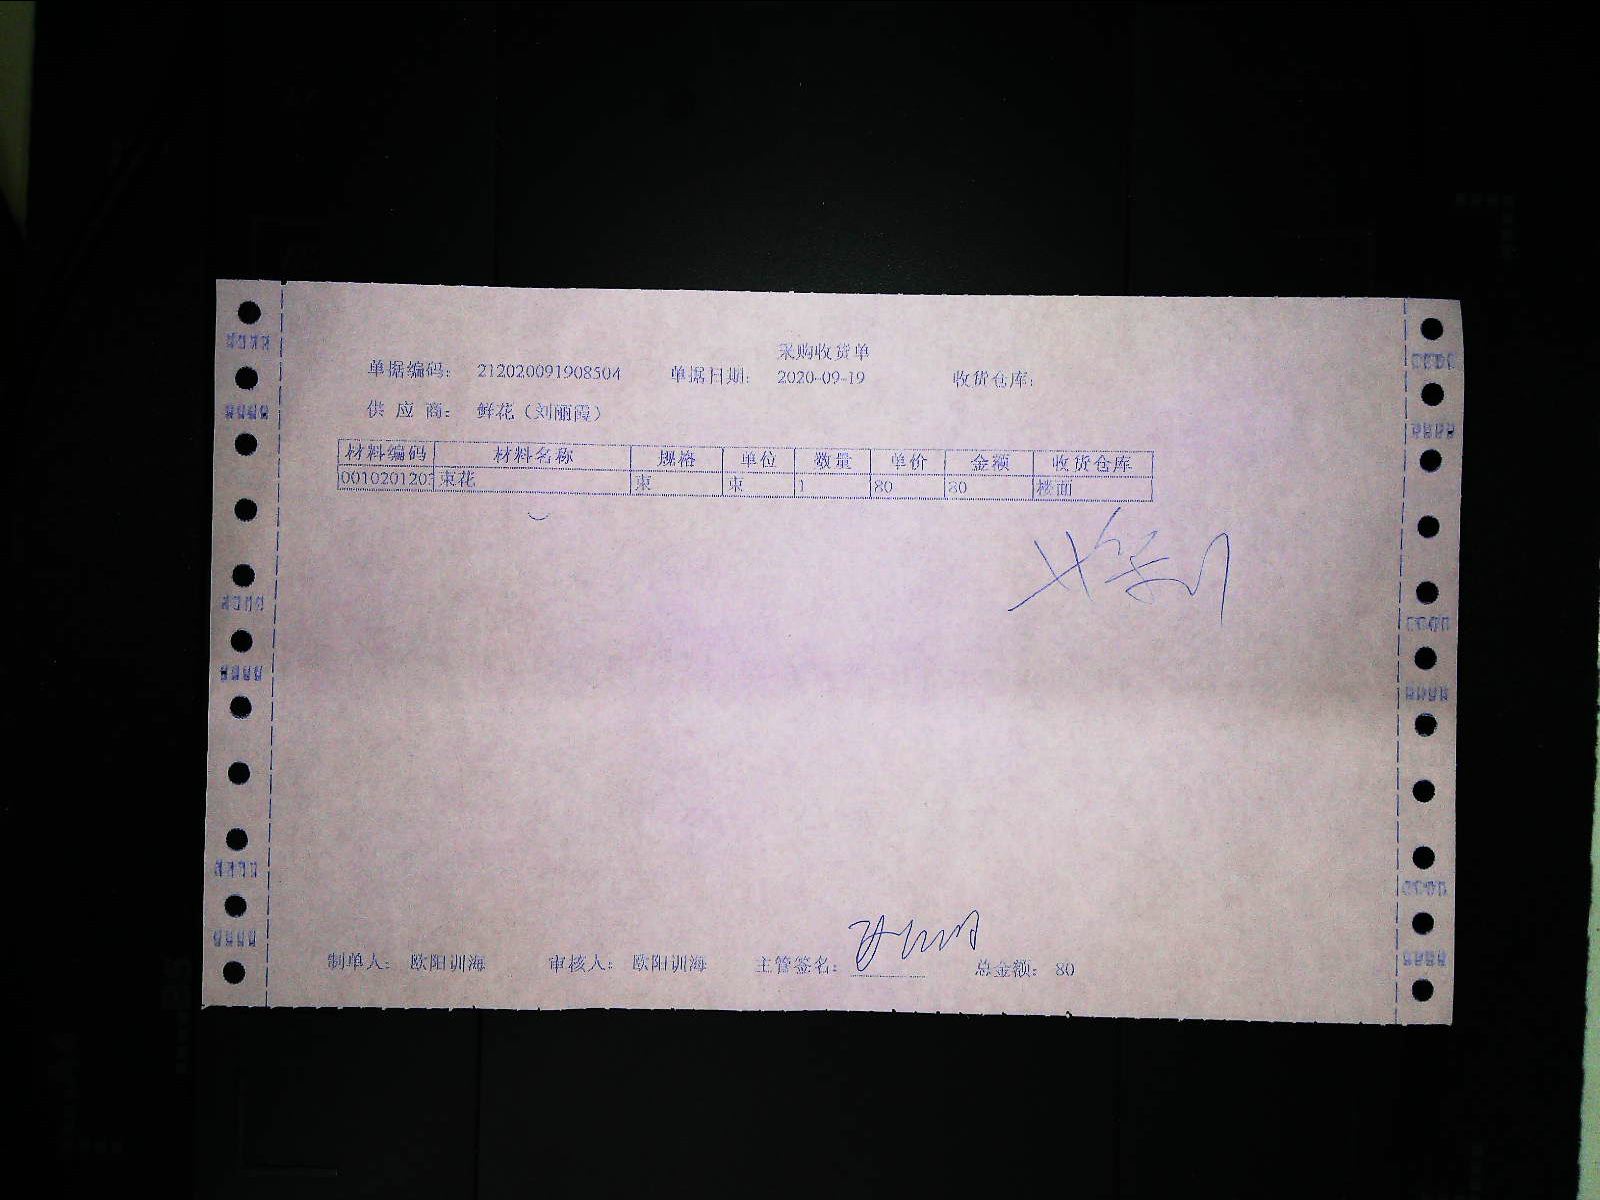 采购收货单
单据编码： 212020091908504 单据日期： 2020-09-19 收货仓库：
供 应 商： 鲜花（刘丽霞）
材料编码 材料名称 规格 单位 数量 单价 金额 收货仓库
001020120 束花 束 束 1 80 80 楼面
制单人： 欧阳训海 审核人： 欧阳训海 主管签名： 总金额： 80